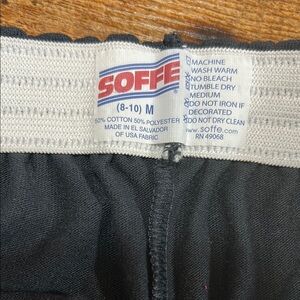 SOFFE
(8-10) M
50% COTTON 50% POLYESTER
MADE IN EL SALVADOR
OF USA FABRIC
MACHINE
WASH WARM
NO BLEACH
TUMBLE DRY
MEDIUM
DO NOT IRON IF
DECORATED
DO NOT DRY CLEAN
www.soffe.com
RN 49068